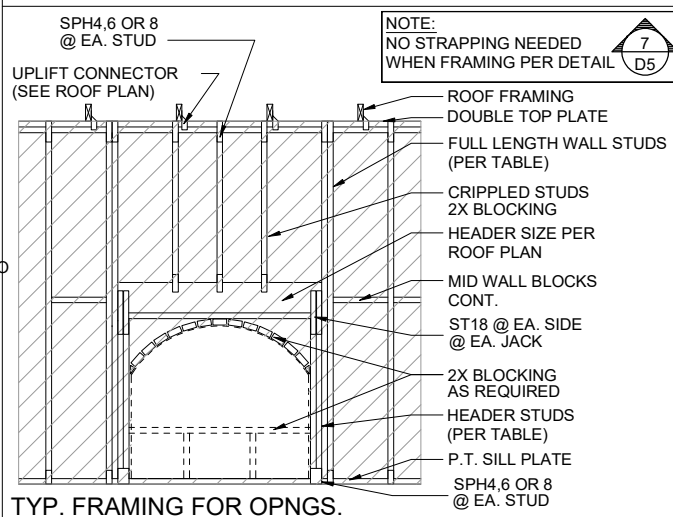 SPH4,6 OR 8
@ EA. STUD
UPLIFT CONNECTOR
(SEE ROOF PLAN)
NOTE:
NO STRAPPING NEEDED
WHEN FRAMING PER DETAIL
7
D5
ROOF FRAMING
DOUBLE TOP PLATE
FULL LENGTH WALL STUDS
(PER TABLE)
CRIPPLED STUDS
2X BLOCKING
HEADER SIZE PER
ROOF PLAN
MID WALL BLOCKS
CONT.
ST18 @ EA. SIDE
@ EA. JACK
2X BLOCKING
AS REQUIRED
HEADER STUDS
(PER TABLE)
P.T. SILL PLATE
SPH4,6 OR 8
@ EA. STUD
TYP. FRAMING FOR OPNGS.